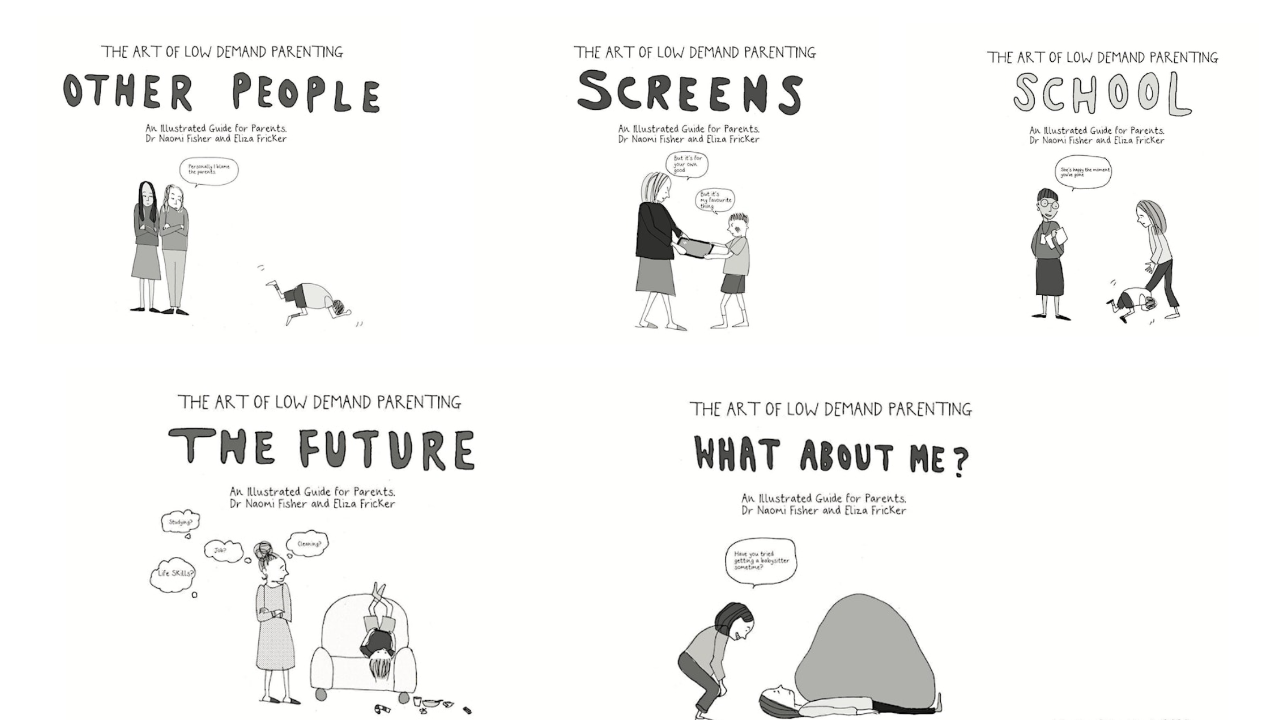 THE ART OF LOW DEMAND PARENTING
OTHER PEOPLE
An Illustrated Guide for Parents.
Dr Naomi Fisher and Eliza Fricker
Personally I blame
the parents
THE ART OF LOW DEMAND PARENTING
SCREENS
An Illustrated Guide for Parents.
Dr Naomi Fisher and Eliza Fricker
But it's for
your own
good
But it's
my favourite
thing
THE ART OF LOW DEMAND PARENTING
SCHOOL
An Illustrated Guide for Parents.
Dr Naomi Fisher and Eliza Fricker
She's happy the moment
you've gone
THE ART OF LOW DEMAND PARENTING
THE FUTURE
An Illustrated Guide for Parents.
Dr Naomi Fisher and Eliza Fricker
Studying?
Job?
Cleaning?
Life Skills?
THE ART OF LOW DEMAND PARENTING
WHAT ABOUT ME?
An Illustrated Guide for Parents.
Dr Naomi Fisher and Eliza Fricker
Have you tried
getting a babysitter
sometime?